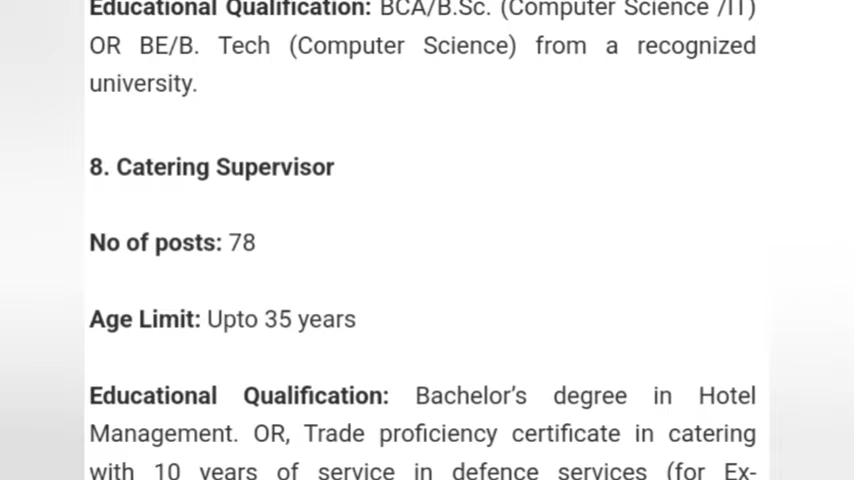 Educational Qualification: BCA/B.Sc. (Computer Science /IT)
OR BE/B. Tech (Computer Science) from a recognized
university.
8. Catering Supervisor
No of posts: 78
Age Limit: Upto 35 years
Educational Qualification: Bachelor’s degree in Hotel
Management. OR, Trade proficiency certificate in catering
with 10 years of service in defence services (for Ex-